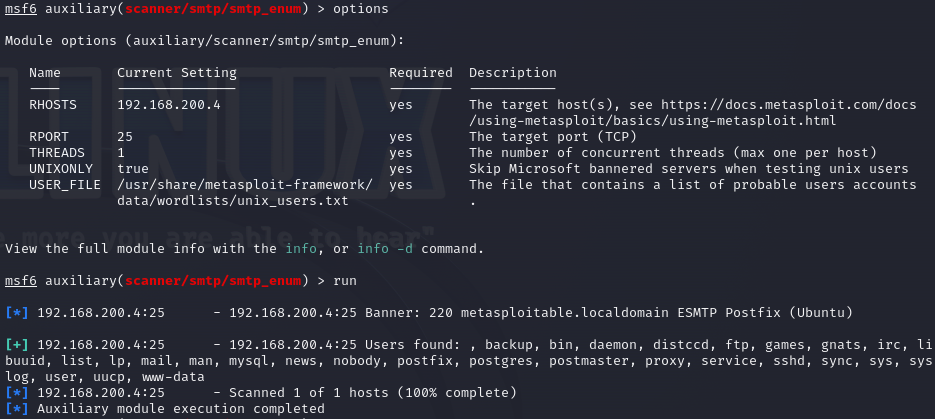 msf6 auxiliary(scanner/smtp/smtp_enum) > options
Module options (auxiliary/scanner/smtp/smtp_enum):
Name Current Setting Required Description
---- --------------- -------- -----------
RHOSTS 192.168.200.4 yes The target host(s), see https://docs.metasploit.com/docs
/using-metasploit/basics/using-metasploit.html
RPORT 25 yes The target port (TCP)
THREADS 1 yes The number of concurrent threads (max one per host)
UNIXONLY true yes Skip Microsoft bannered servers when testing unix users
USER_FILE /usr/share/metasploit-framework/ yes The file that contains a list of probable users accounts
data/wordlists/unix_users.txt .
View the full module info with the info, or info -d command.
msf6 auxiliary(scanner/smtp/smtp_enum) > run
[*] 192.168.200.4:25 - 192.168.200.4:25 Banner: 220 metasploitable.localdomain ESMTP Postfix (Ubuntu)
[+] 192.168.200.4:25 - 192.168.200.4:25 Users found: , backup, bin, daemon, distccd, ftp, games, gnats, irc, li
buuid, list, lp, mail, man, mysql, news, nobody, postfix, postgres, postmaster, proxy, service, sshd, sync, sys, sys
log, user, uucp, www-data
[*] 192.168.200.4:25 - Scanned 1 of 1 hosts (100% complete)
[*] Auxiliary module execution completed